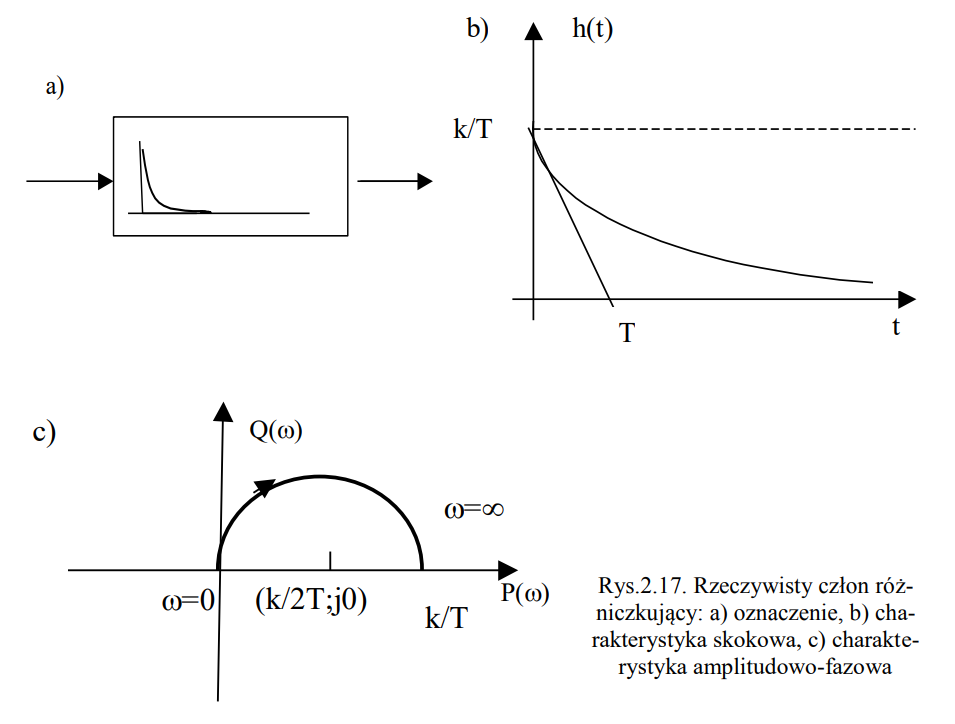 a)
b)
h(t)
k/T
T
t
c)
Q(ω)
ω=∞
ω=0
(k/2T;j0)
k/T
P(ω)
Rys.2.17. Rzeczywisty człon róż-
niczkujący: a) oznaczenie, b) cha-
rakterystyka skokowa, c) charakte-
rystyka amplitudowo-fazowa